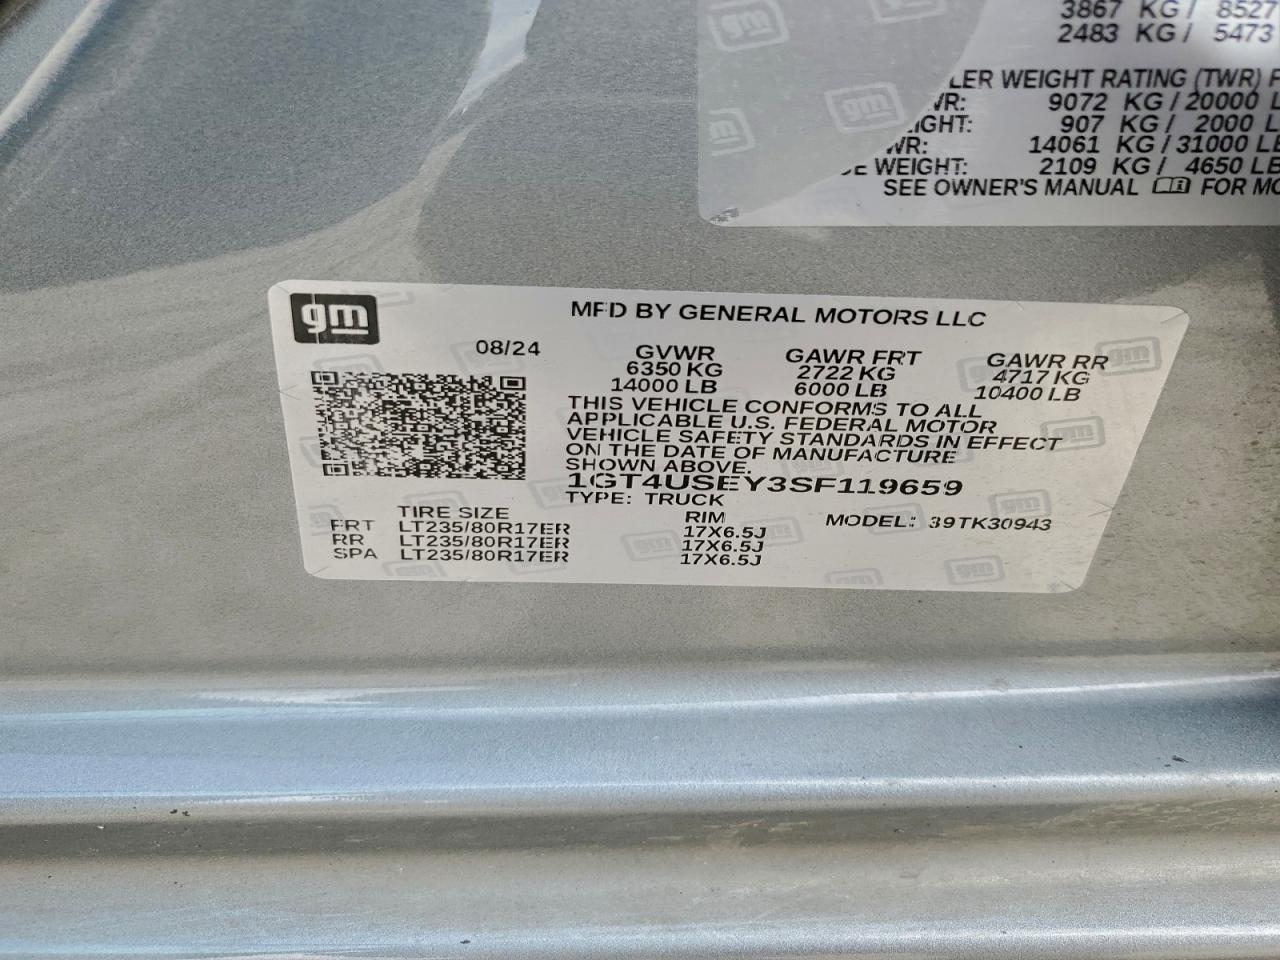 3867 KG / 8527
2483 KG / 5473
LER WEIGHT RATING (TWR)
9072 KG / 20000
IGHT: 907 KG / 2000
WR: 14061 KG / 31000
WEIGHT: 2109 KG / 4650
SEE OWNER'S MANUAL FOR
gm
MFD BY GENERAL MOTORS LLC
08/24 GVWR GAWR FRT GAWR RR
6350 KG 2722 KG 4717 KG
14000 LB 6000 LB 10400 LB
THIS VEHICLE CONFORMS TO ALL
APPLICABLE U.S. FEDERAL MOTOR
VEHICLE SAFETY STANDARDS IN EFFECT
ON THE DATE OF MANUFACTURE
SHOWN ABOVE.
1GT4USEY3SF119659
TYPE: TRUCK
TIRE SIZE RIM MODEL: 39TK30943
FRT LT235/80R17ER 17X6.5J
RR LT235/80R17ER 17X6.5J
SPA LT235/80R17ER 17X6.5J